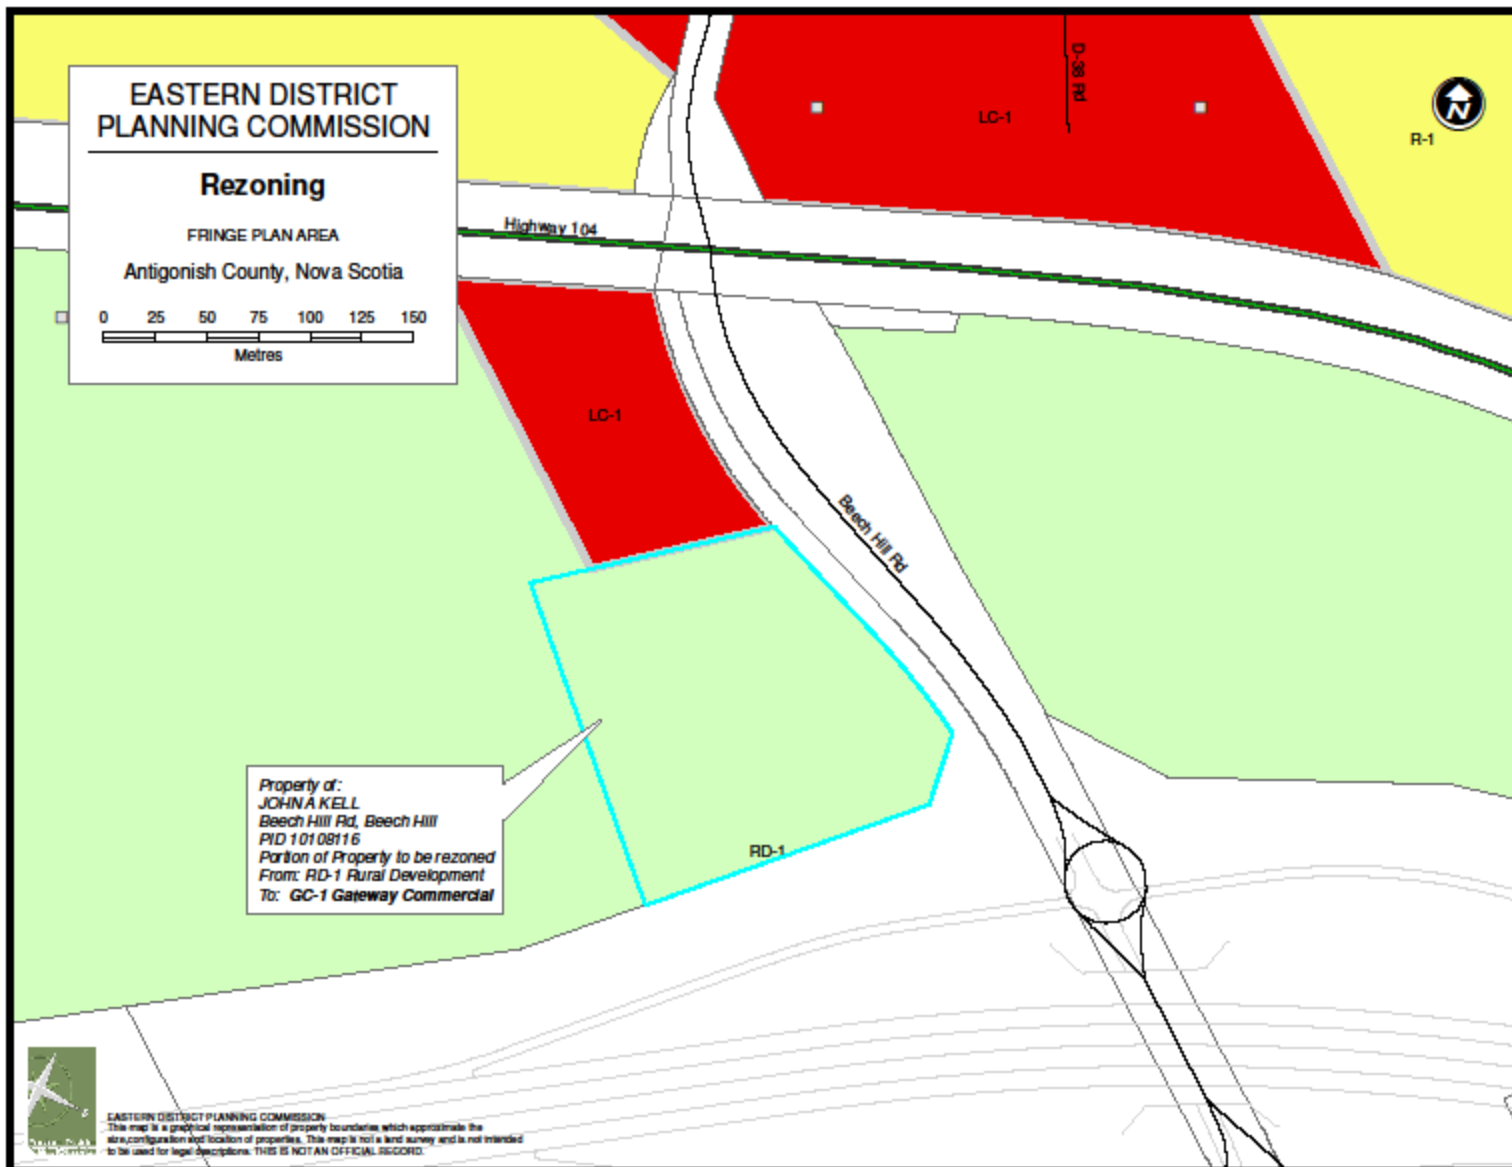 EASTERN DISTRICT
PLANNING COMMISSION
Rezoning
FRINGE PLAN AREA
Antigonish County, Nova Scotia
0 25 50 75 100 125 150
Metres
D-38 Rd
LC-1
R-1
N
Highway 104
LC-1
Beech Hill Rd
Property of:
JOHN A KELL
Beech Hill Rd, Beech Hill
PID 10108116
Portion of Property to be rezoned
From: RD-1 Rural Development
To: GC-1 Gateway Commercial
RD-1
EASTERN DISTRICT PLANNING COMMISSION
This map is a graphical representation of property boundaries which approximate the
size,configuration and location of properties. This map is not a land survey and is not intended
to be used for legal descriptions. THIS IS NOT AN OFFICIAL RECORD.